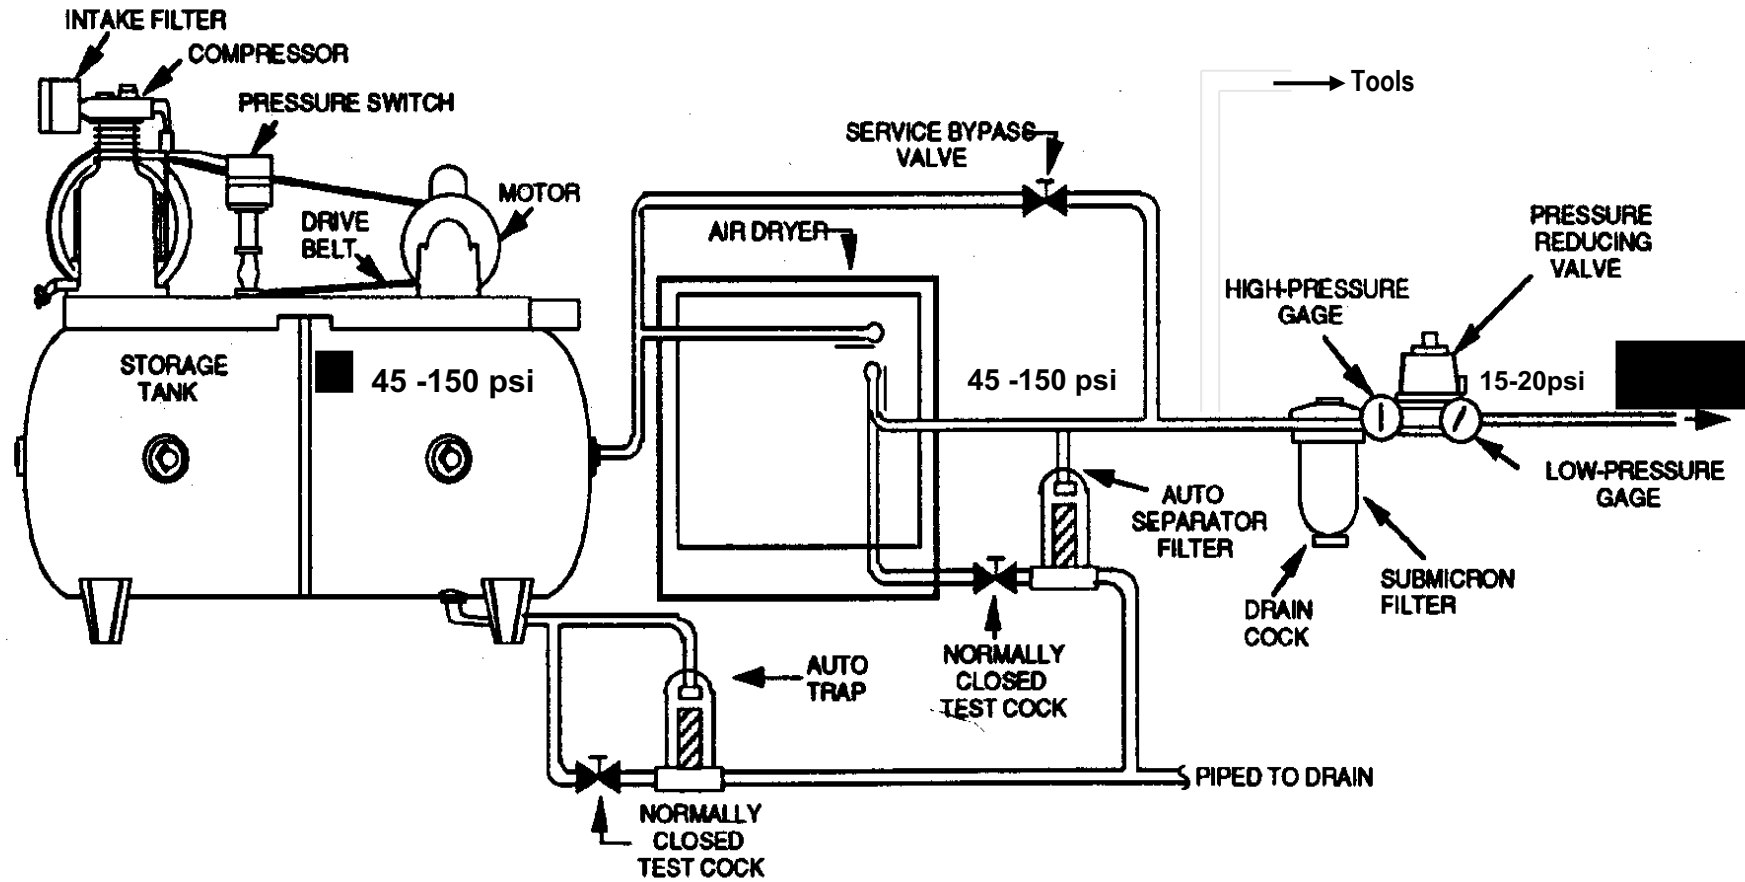 INTAKE FILTER
COMPRESSOR
PRESSURE SWITCH
Tools
SERVICE BYPASS
VALVE
MOTOR
DRIVE
BELT
AIR DRYER
PRESSURE
REDUCING
VALVE
HIGH-PRESSURE
GAGE
STORAGE
TANK
45 -150 psi
45 -150 psi
15-20psi
LOW-PRESSURE
GAGE
AUTO
SEPARATOR
FILTER
SUBMICRON
FILTER
DRAIN
COCK
NORMALLY
CLOSED
TEST COCK
AUTO
TRAP
PIPED TO DRAIN
NORMALLY
CLOSED
TEST COCK